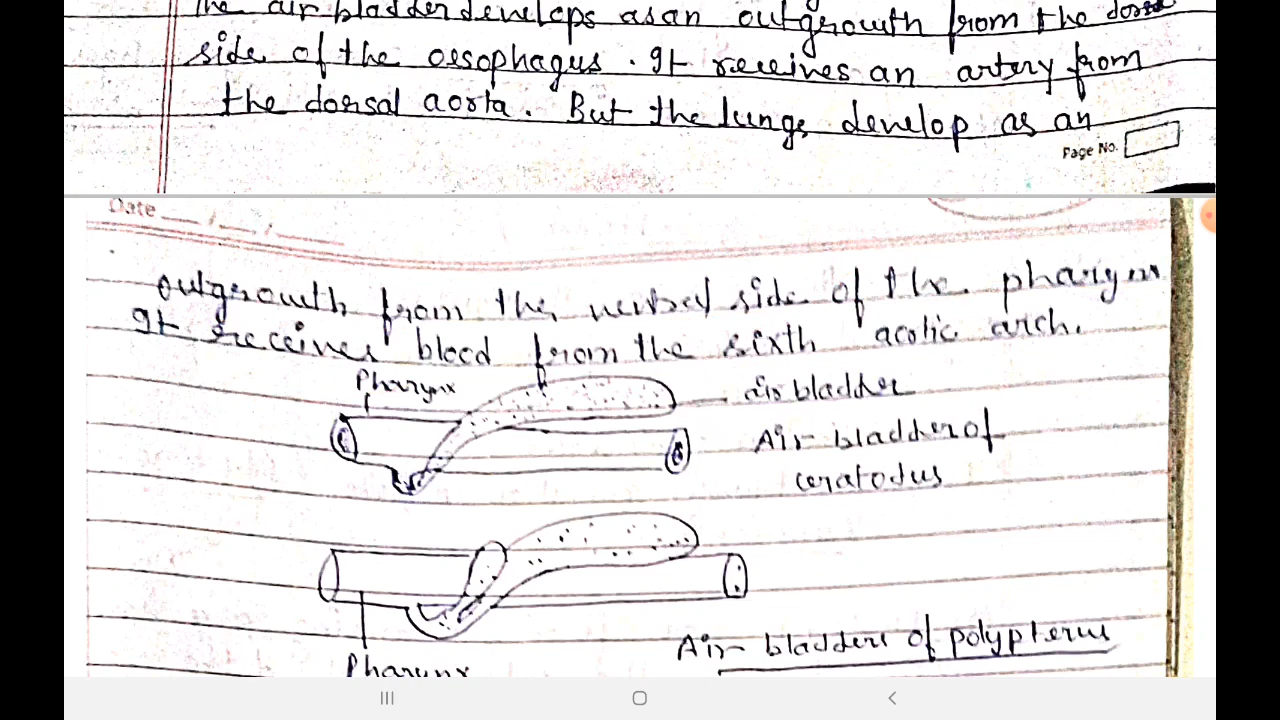 The air bladder develops as an outgrowth from the dorsal
side of the oesophagus. It receives an artery from
the dorsal aorta. But the lungs develop as an
Page No.
Date
outgrowth from the ventral side of the pharynx
It receives blood from the sixth aortic arch.
Pharynx
air bladder
Air bladder of
ceratodus
Air bladders of polypterus
Pharynx